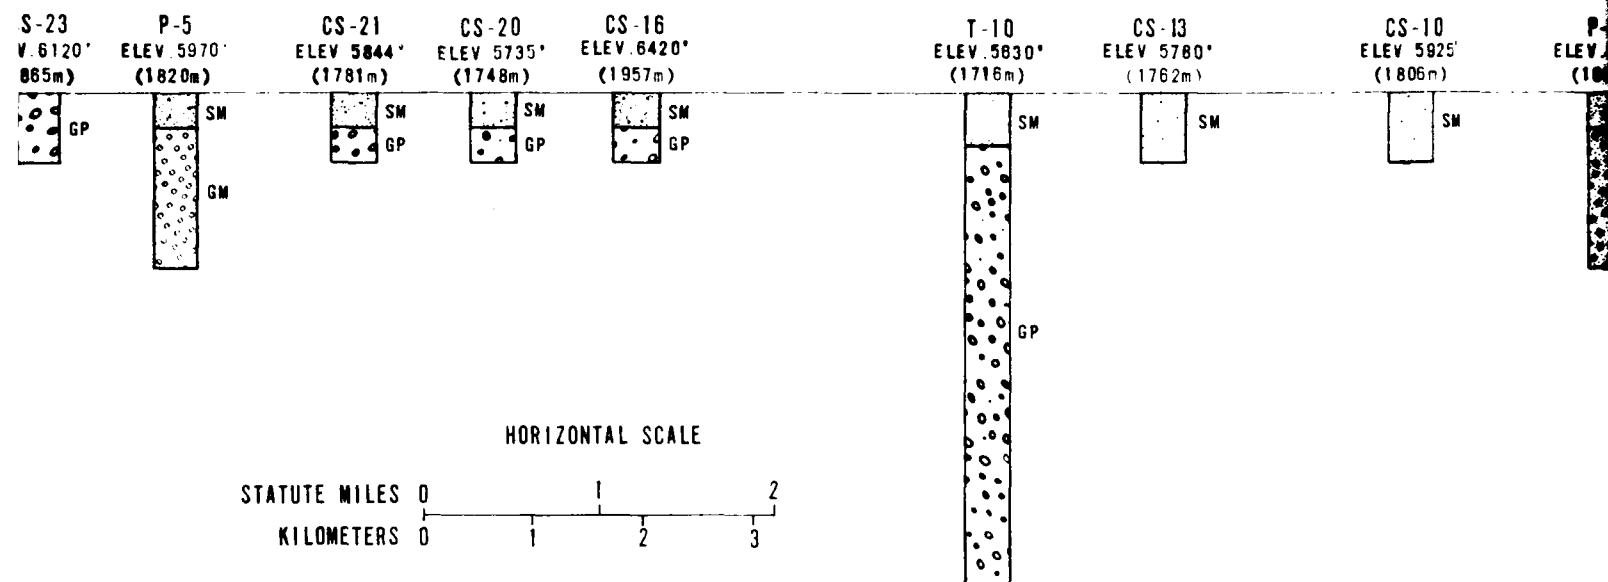 S-23
V.6120'
865m)
GP
P-5
ELEV.5970'
(1820m)
SM
GM
CS-21
ELEV 5844'
(1781m)
SM
GP
CS-20
ELEV 5735'
(1748m)
SM
GP
CS-16
ELEV.6420'
(1957m)
SM
GP
T-10
ELEV.5630'
(1716m)
SM
GP
CS-13
ELEV 5780'
(1762m)
SM
CS-10
ELEV 5925'
(1806m)
SM
P-
ELEV.
HORIZONTAL SCALE
STATUTE MILES 0 1 2
KILOMETERS 0 1 2 3